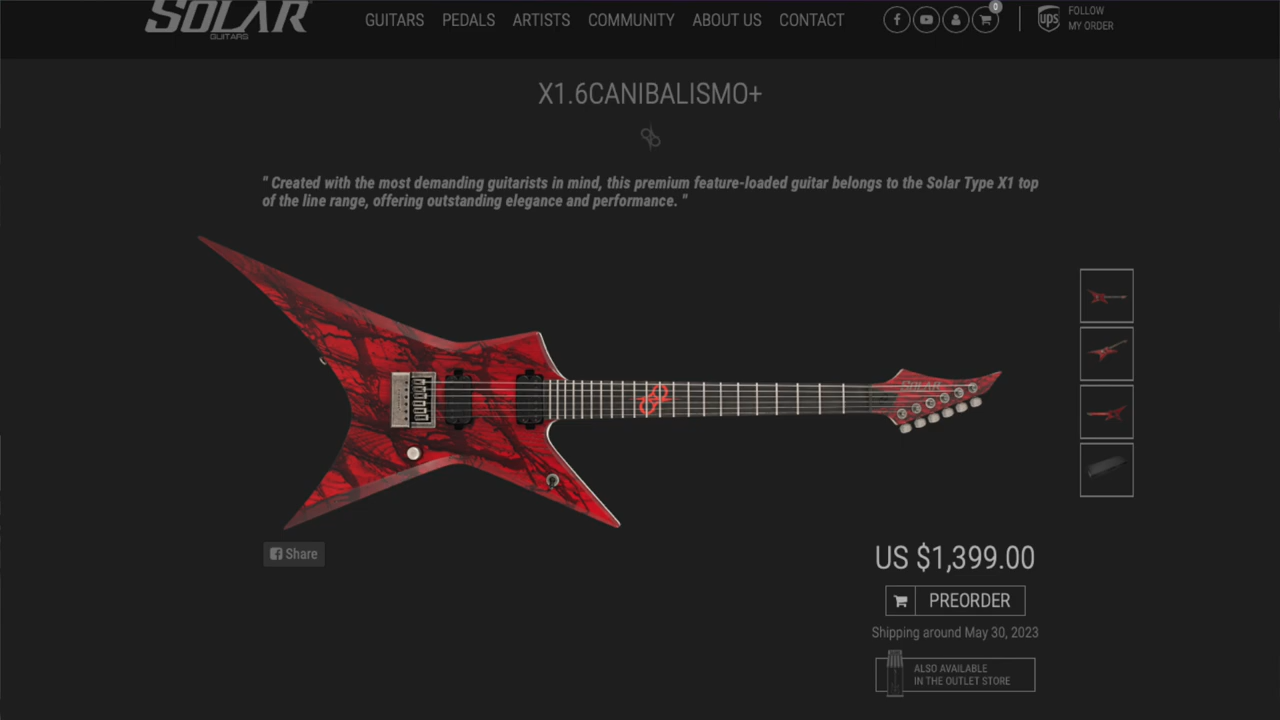 SOLAR
GUITARS
GUITARS PEDALS ARTISTS COMMUNITY ABOUT US CONTACT
0
ups
FOLLOW
MY ORDER
X1.6CANIBALISMO+
" Created with the most demanding guitarists in mind, this premium feature-loaded guitar belongs to the Solar Type X1 top
of the line range, offering outstanding elegance and performance. "
SOLAR
Share
US $1,399.00
PREORDER
Shipping around May 30, 2023
ALSO AVAILABLE
IN THE OUTLET STORE